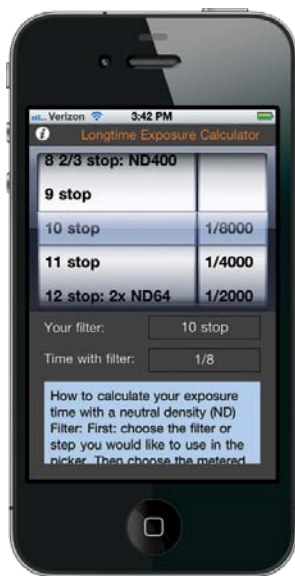 Verizon 3:42 PM
Longtime Exposure Calculator
8 2/3 stop: ND400
9 stop
10 stop 1/8000
11 stop 1/4000
12 stop: 2x ND64 1/2000
Your filter: 10 stop
Time with filter: 1/8
How to calculate your exposure
time with a neutral density (ND)
Filter: First: choose the filter or
step you would like to use in the
picker. Then choose the metered